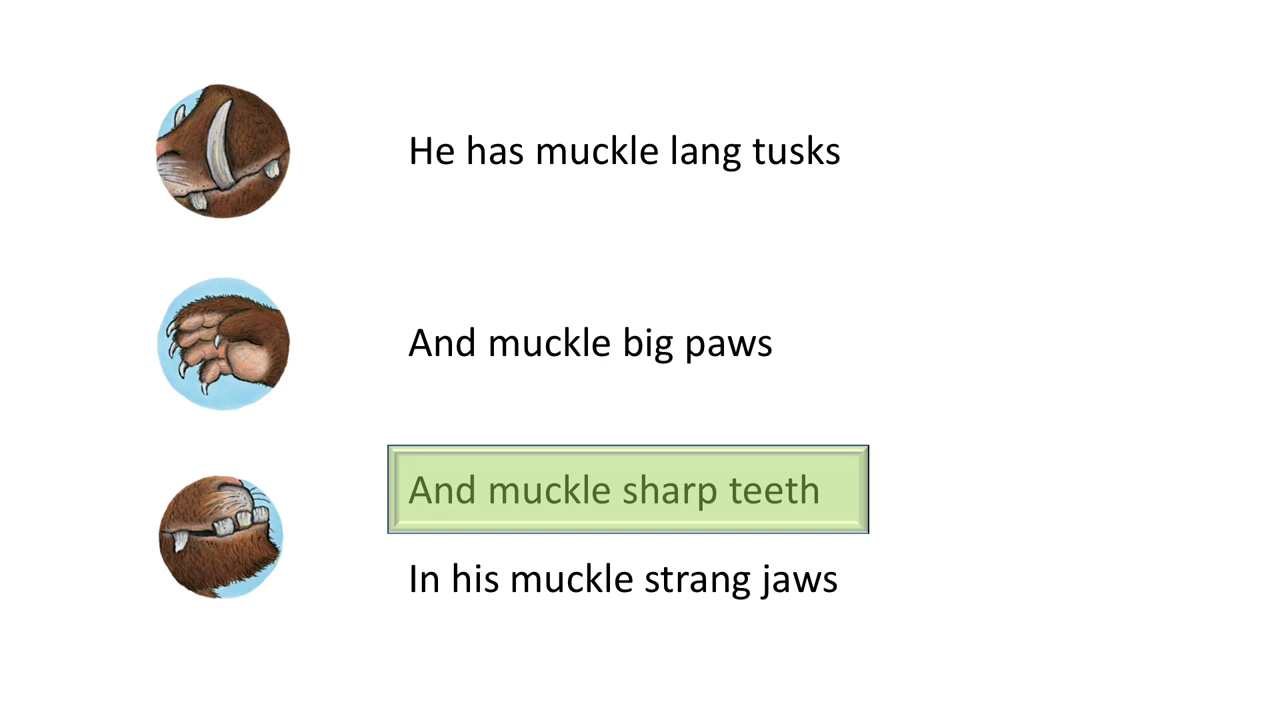 He has muckle lang tusks
And muckle big paws
And muckle sharp teeth
In his muckle strang jaws